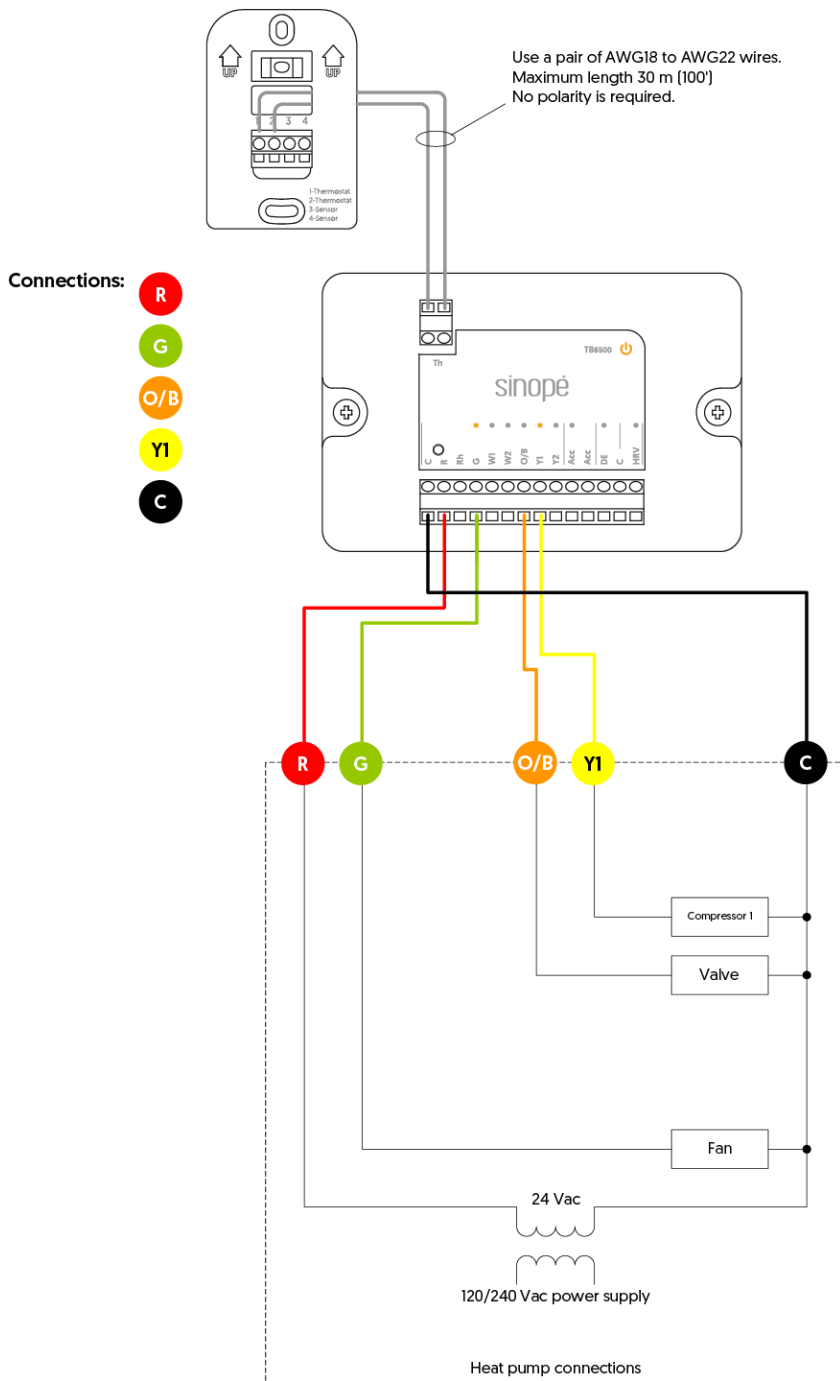 UP
UP
1 2 3 4
1-Thermostat
2-Thermostat
3-Sensor
4-Sensor
Use a pair of AWG18 to AWG22 wires.
Maximum length 30 m (100')
No polarity is required.
Connections:
R
G
O/B
Y1
C
Th
TB6500
sinopé
C R Rh G W1 W2 O/B Y1 Y2 Acc Acc DE C HRV
R G O/B Y1 C
Compressor 1
Valve
Fan
24 Vac
120/240 Vac power supply
Heat pump connections